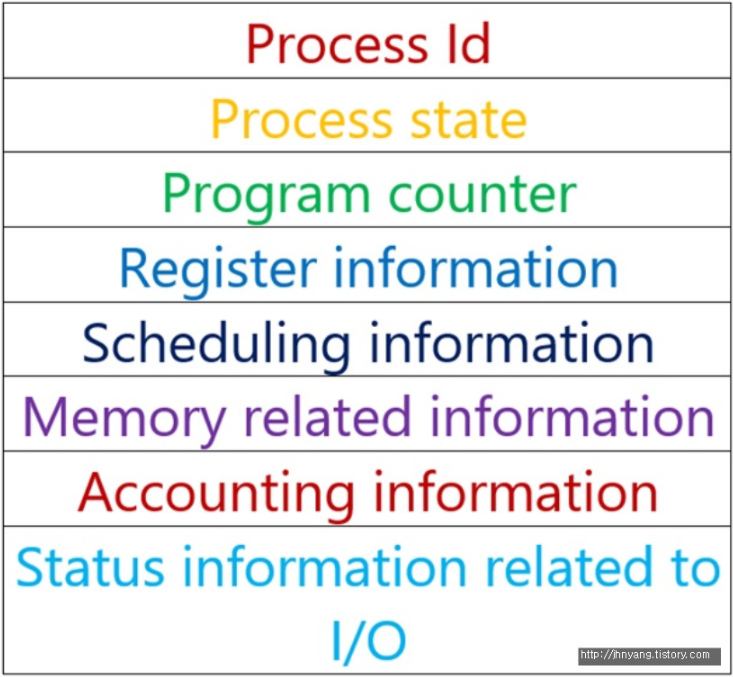 Process Id
Process state
Program counter
Register information
Scheduling information
Memory related information
Accounting information
Status information related to
I/O
http://jhnyang.tistory.com